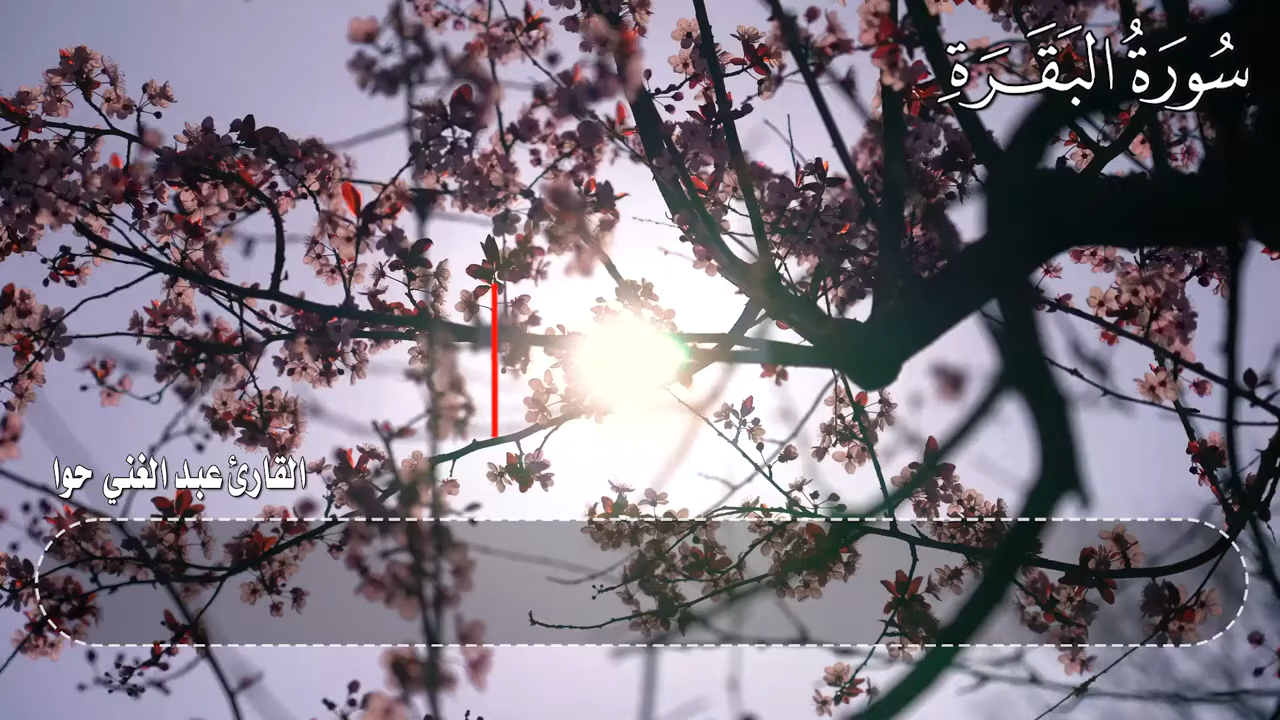 سُورَةُ البَقَرَةِ
القارئ عبد الغني حوا